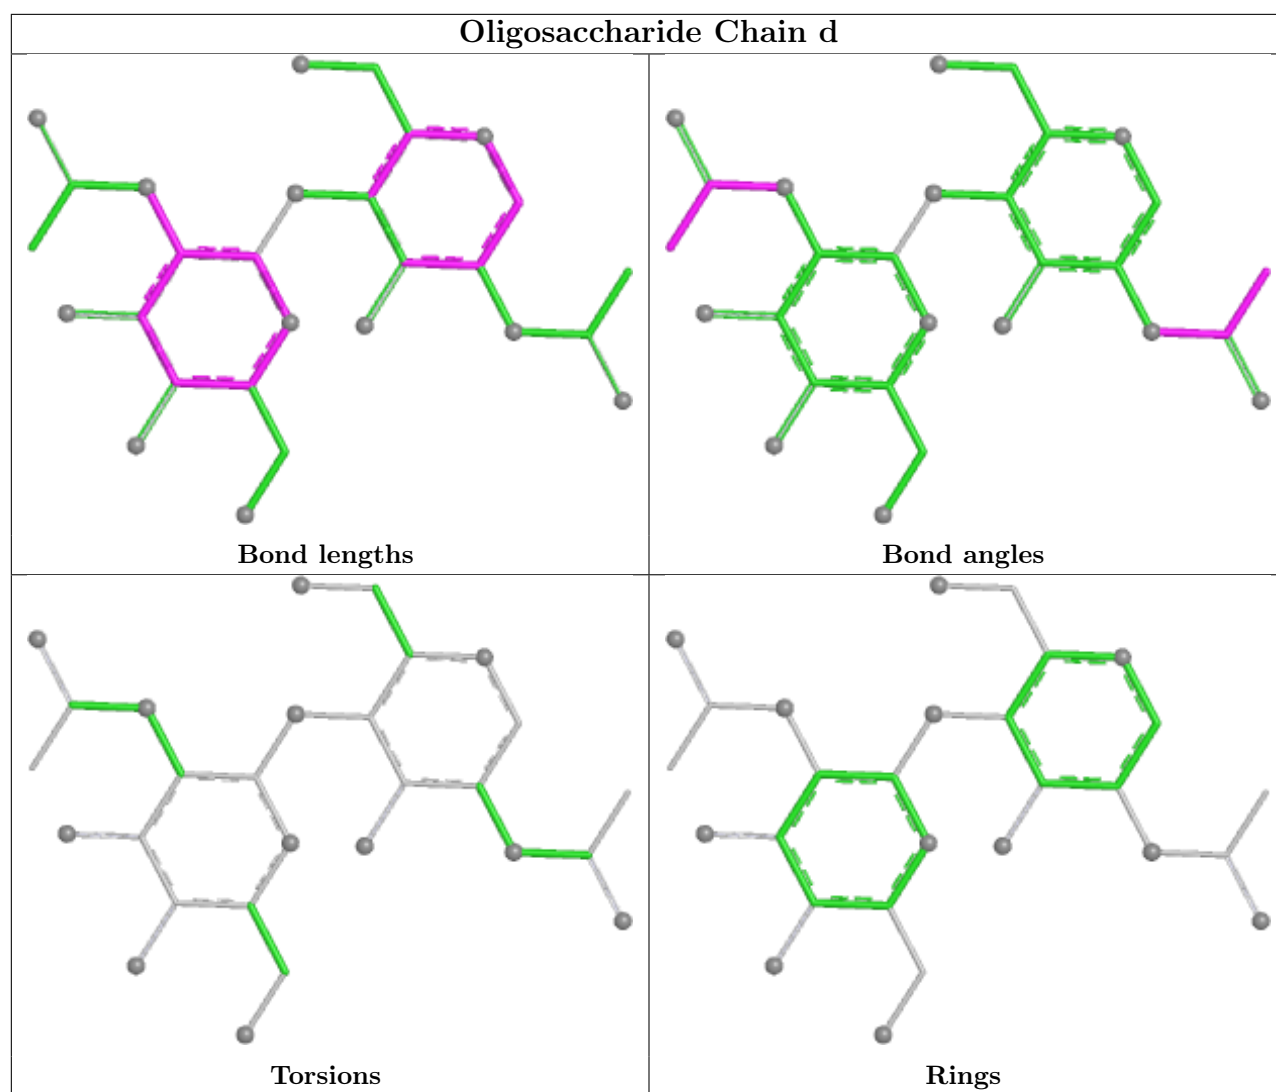 Oligosaccharide Chain d
Bond lengths
Bond angles
Torsions
Rings